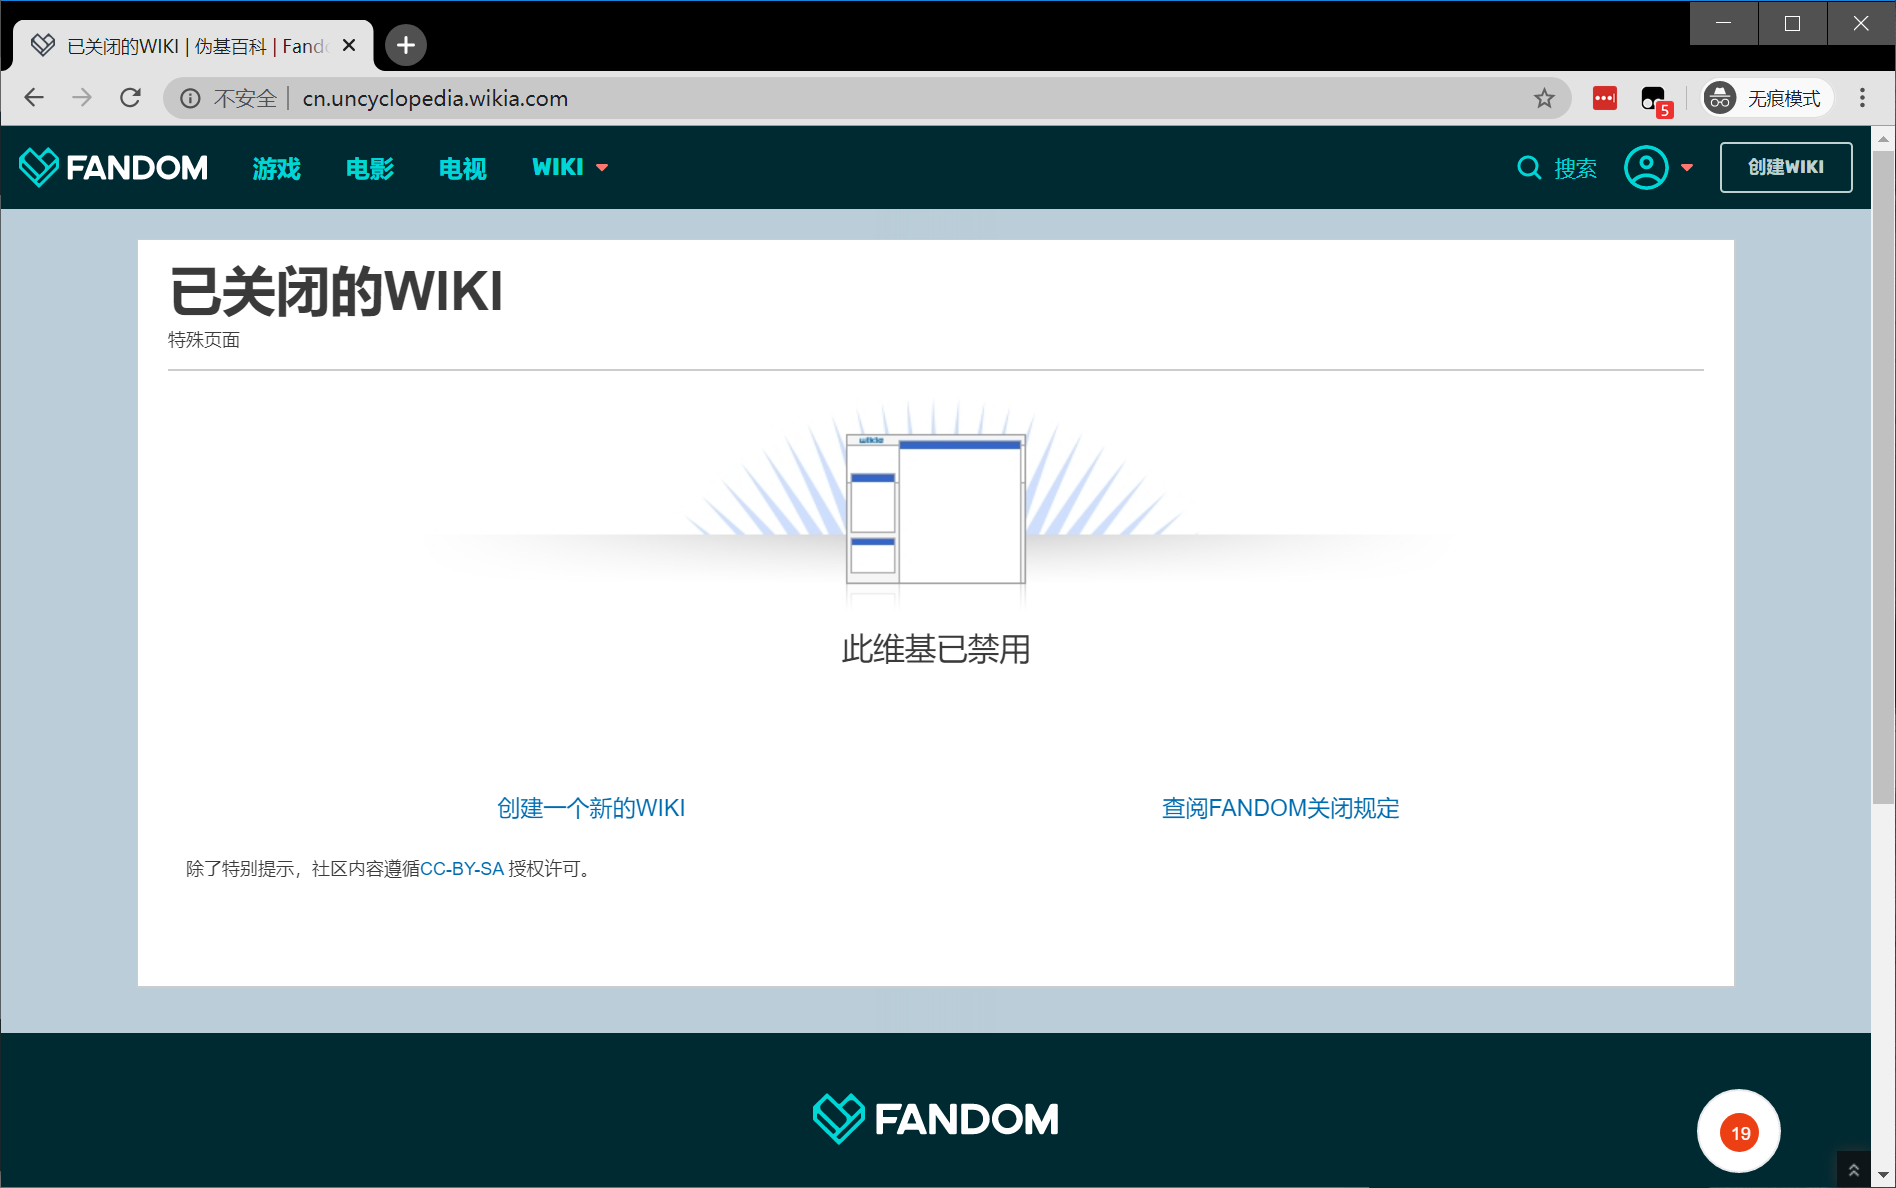 已关闭的WIKI | 伪基百科 | Fand
不安全 | cn.uncyclopedia.wikia.com
5
无痕模式
FANDOM 游戏 电影 电视 WIKI 搜索 创建WIKI
已关闭的WIKI
特殊页面
wikia
此维基已禁用
创建一个新的WIKI 查阅FANDOM关闭规定
除了特别提示，社区内容遵循CC-BY-SA 授权许可。
FANDOM
19